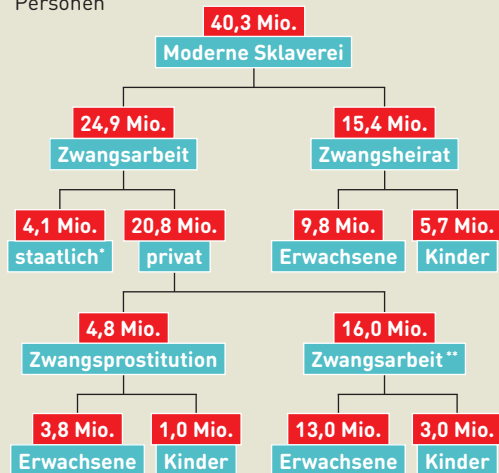 Personen
40,3 Mio.
Moderne Sklaverei
24,9 Mio.
Zwangsarbeit
15,4 Mio.
Zwangsheirat
4,1 Mio.
staatlich*
20,8 Mio.
privat
9,8 Mio.
Erwachsene
5,7 Mio.
Kinder
4,8 Mio.
Zwangsprostitution
16,0 Mio.
Zwangsarbeit**
3,8 Mio.
Erwachsene
1,0 Mio.
Kinder
13,0 Mio.
Erwachsene
3,0 Mio.
Kinder